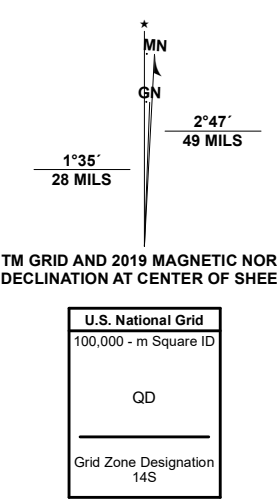 ★
MN
GN
2°47´
49 MILS
1°35´
28 MILS
TM GRID AND 2019 MAGNETIC NOR
DECLINATION AT CENTER OF SHEE
U.S. National Grid
100,000 - m Square ID
QD
Grid Zone Designation
14S